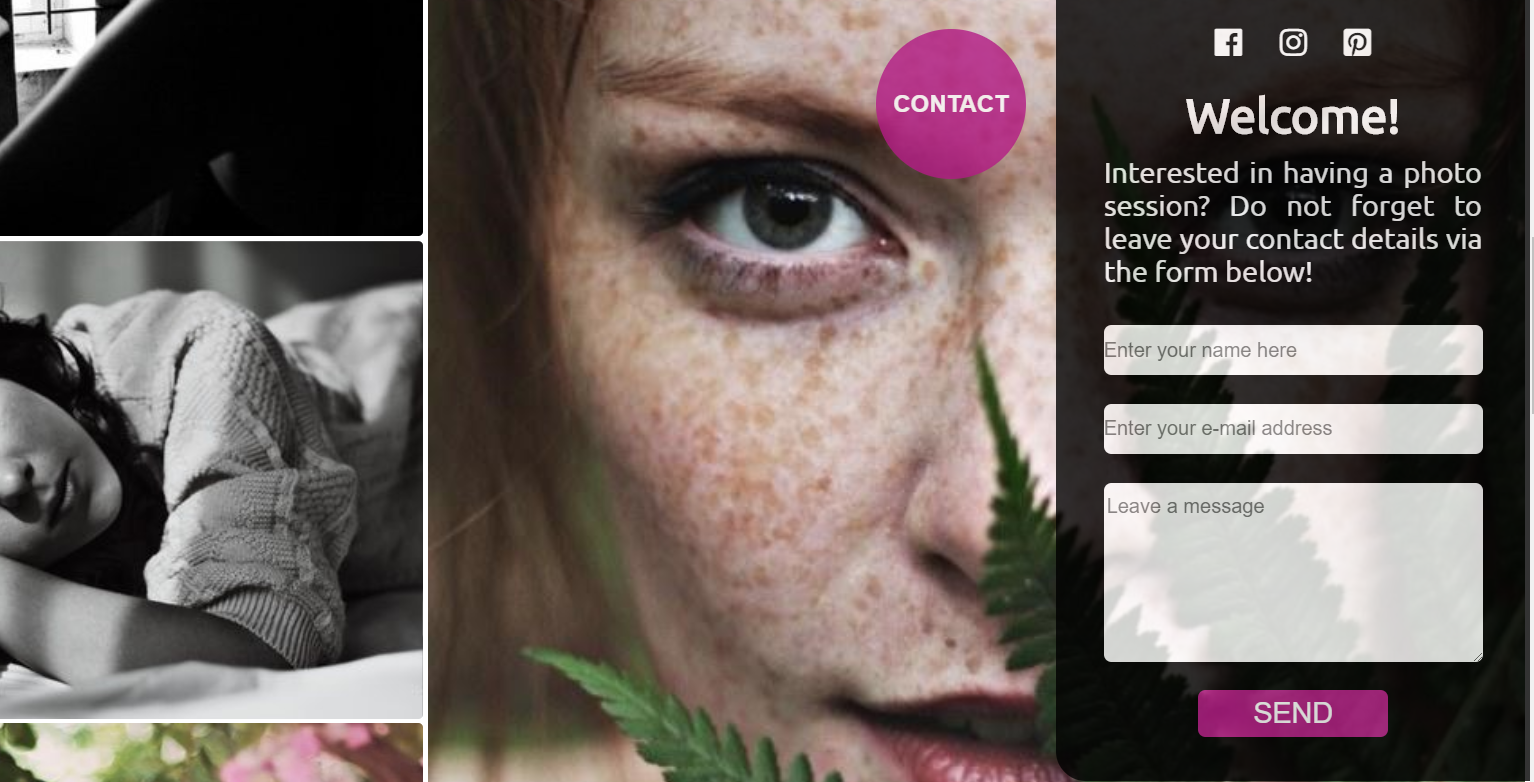 CONTACT
Welcome!
Interested in having a photo
session? Do not forget to
leave your contact details via
the form below!
Enter your name here
Enter your e-mail address
Leave a message
SEND